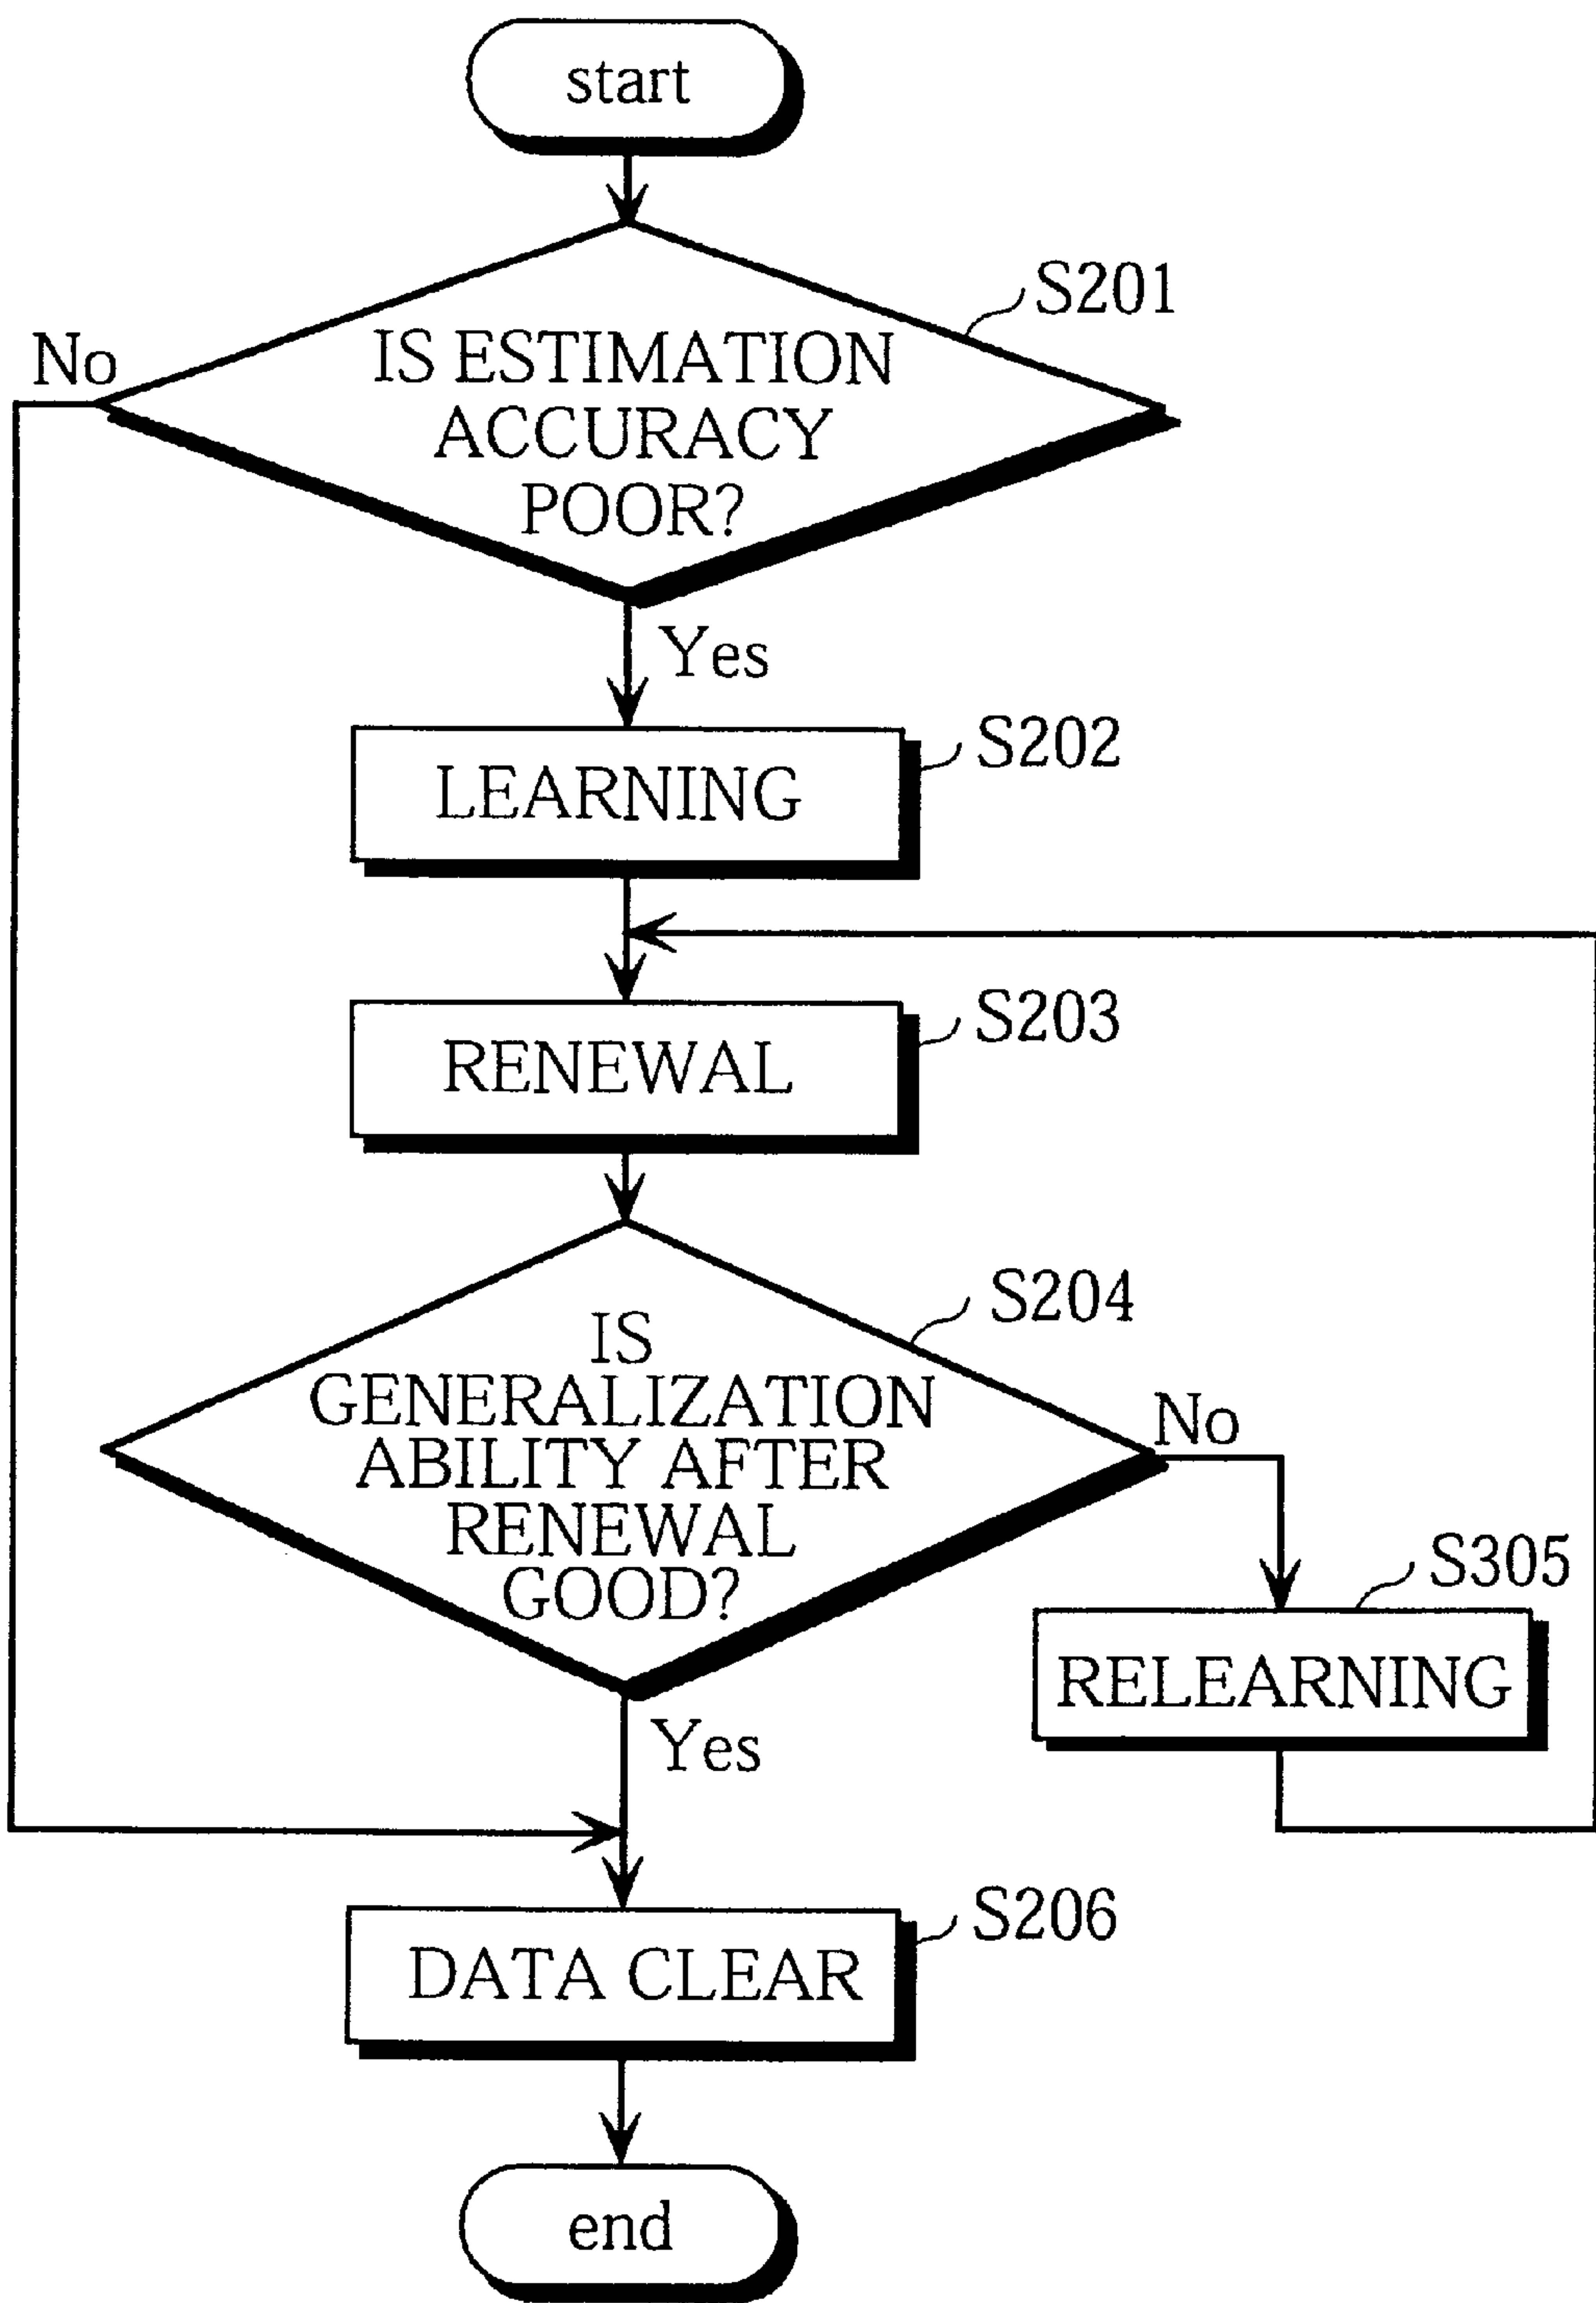 start
S201
No
IS ESTIMATION
ACCURACY
POOR?
Yes
S202
LEARNING
S203
RENEWAL
S204
IS
GENERALIZATION
ABILITY AFTER
RENEWAL
GOOD?
No
S305
RELEARNING
Yes
S206
DATA CLEAR
end